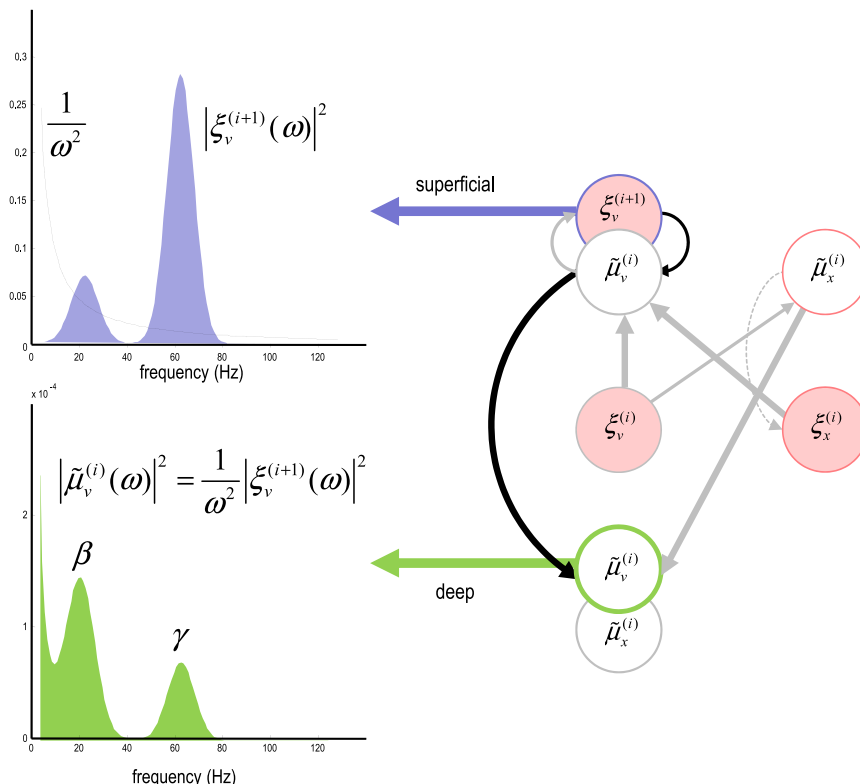 0,3
0,25
0,2
0,15
0,1
0,05
0
0 20 40 60 80 100 120
frequency (Hz)
1/ω²
|ξ_v^(i+1)(ω)|²
x 10⁻⁴
2
1
0
|μ̃_v^(i)(ω)|² = 1/ω² |ξ_v^(i+1)(ω)|²
β
γ
0 20 40 60 80 100 120
frequency (Hz)
superficial
ξ_v^(i+1)
μ̃_v^(i)
μ̃_x^(i)
ξ_v^(i)
ξ_x^(i)
deep
μ̃_v^(i)
μ̃_x^(i)